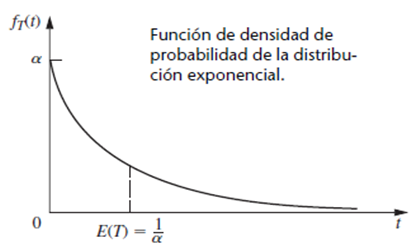 f_T(t)
Función de densidad de
probabilidad de la distribu-
ción exponencial.
α
0
E(T) = 1/α
t